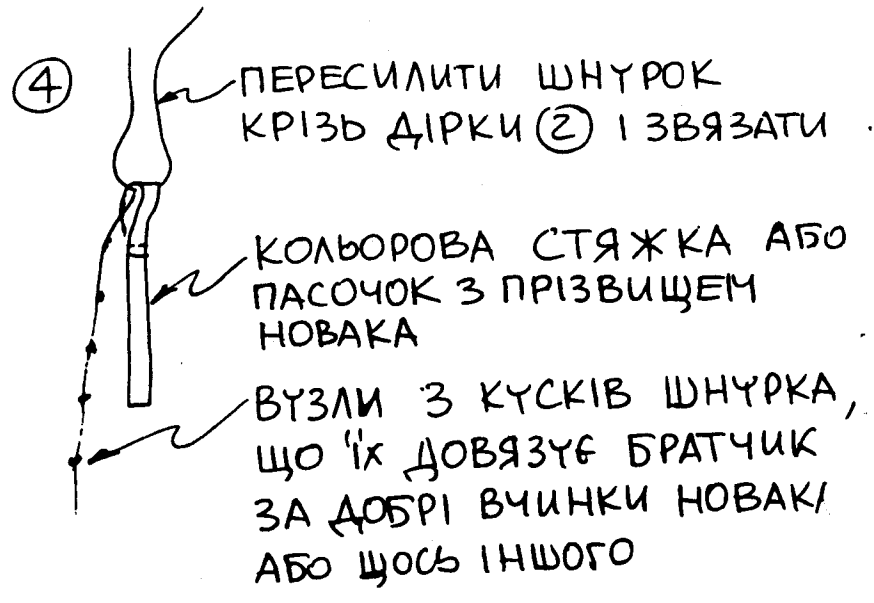 ④ ПЕРЕСИЛИТИ ШНУРОК
КРІЗЬ ДІРКИ ② І ЗВЯЗАТИ
КОЛЬОРОВА СТЯЖКА АБО
ПАСОЧОК З ПРІЗВИЩЕМ
НОВАКА
ВУЗЛИ З КУСКІВ ШНУРКА,
ЩО ЇХ ДОВЯЗУЄ БРАТЧИК
ЗА ДОБРІ ВЧИНКИ НОВАКІ
АБО ЩОСЬ ІНШОГО